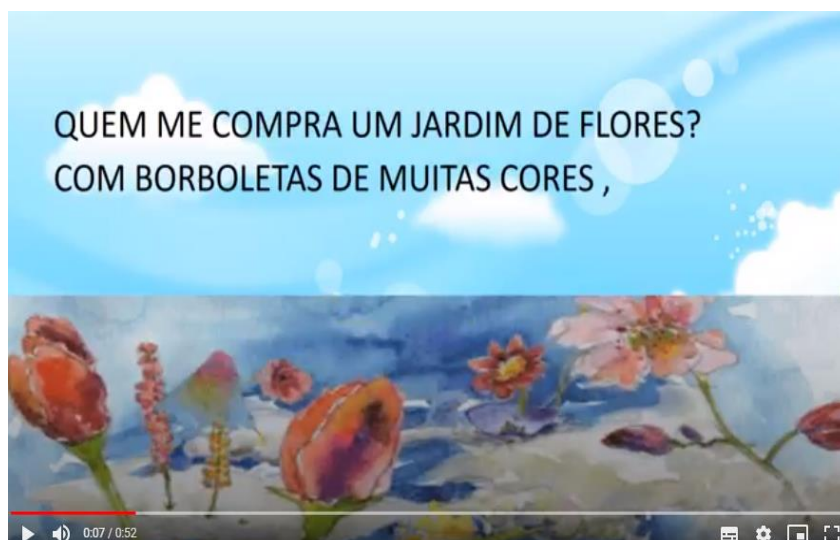 QUEM ME COMPRA UM JARDIM DE FLORES?
COM BORBOLETAS DE MUITAS CORES ,
0:07 / 0:52